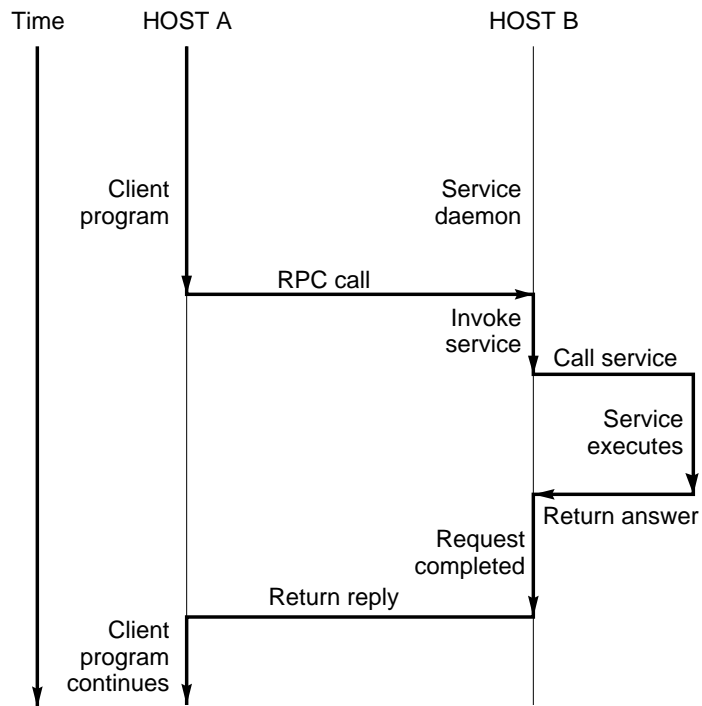 Time
HOST A
HOST B
Client
program
Service
daemon
RPC call
Invoke
service
Call service
Service
executes
Return answer
Request
completed
Return reply
Client
program
continues